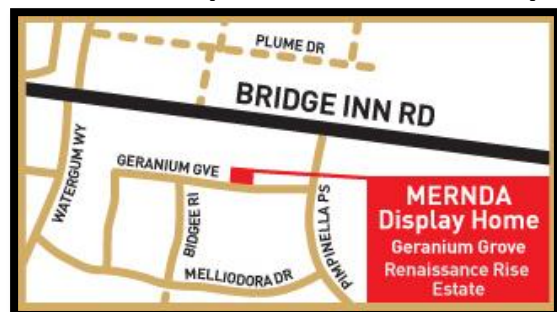 PLUME DR
BRIDGE INN RD
WATERGUM WY
GERANIUM GVE
BIDGEE RI
MELLIODORA DR
PIMPINELLA PS
MERNDA
Display Home
Geranium Grove
Renaissance Rise
Estate